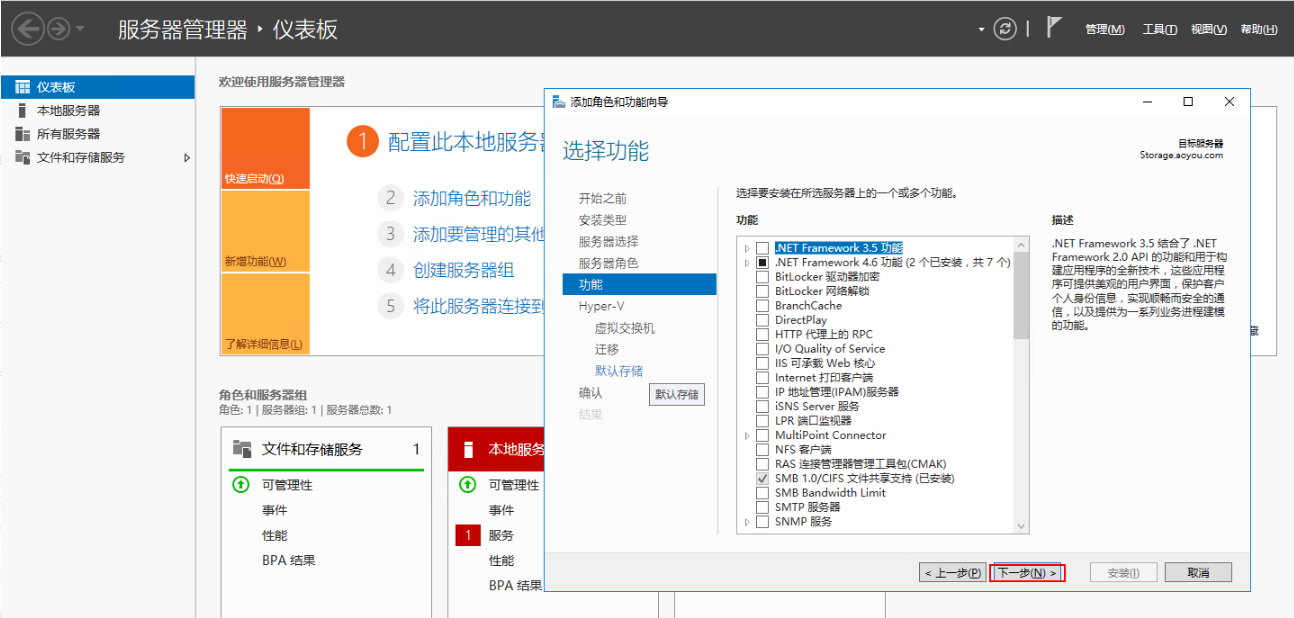 服务器管理器 · 仪表板
管理(M) 工具(T) 视图(V) 帮助(H)
仪表板
本地服务器
所有服务器
文件和存储服务
欢迎使用服务器管理器
快速启动(Q)
新增功能(W)
了解详细信息(L)
1 配置此本地服务
2 添加角色和功能
3 添加要管理的其他
4 创建服务器组
5 将此服务器连接到
藏
角色和服务器组
角色: 1 | 服务器组: 1 | 服务器总数: 1
文件和存储服务 1
可管理性
事件
性能
BPA 结果
本地服务
可管理性
事件
1 服务
性能
BPA 结果
添加角色和功能向导
选择功能
目标服务器
Storage.aoyou.com
开始之前
安装类型
服务器选择
服务器角色
功能
Hyper-V
虚拟交换机
迁移
默认存储
确认
结果
默认存储
选择要安装在所选服务器上的一个或多个功能。
功能
.NET Framework 3.5 功能
.NET Framework 4.6 功能 (2 个已安装，共 7 个)
BitLocker 驱动器加密
BitLocker 网络解锁
BranchCache
DirectPlay
HTTP 代理上的 RPC
I/O Quality of Service
IIS 可承载 Web 核心
Internet 打印客户端
IP 地址管理(IPAM)服务器
iSNS Server 服务
LPR 端口监视器
MultiPoint Connector
NFS 客户端
RAS 连接管理器管理工具包(CMAK)
SMB 1.0/CIFS 文件共享支持 (已安装)
SMB Bandwidth Limit
SMTP 服务器
SNMP 服务
描述
.NET Framework 3.5 结合了 .NET
Framework 2.0 API 的功能和用于构
建应用程序的全新技术，这些应用程
序可提供美观的用户界面，保护客户
个人身份信息，实现顺畅而安全的通
信，以及提供为一系列业务进程建模
的功能。
< 上一步(P) 下一步(N) > 安装(I) 取消